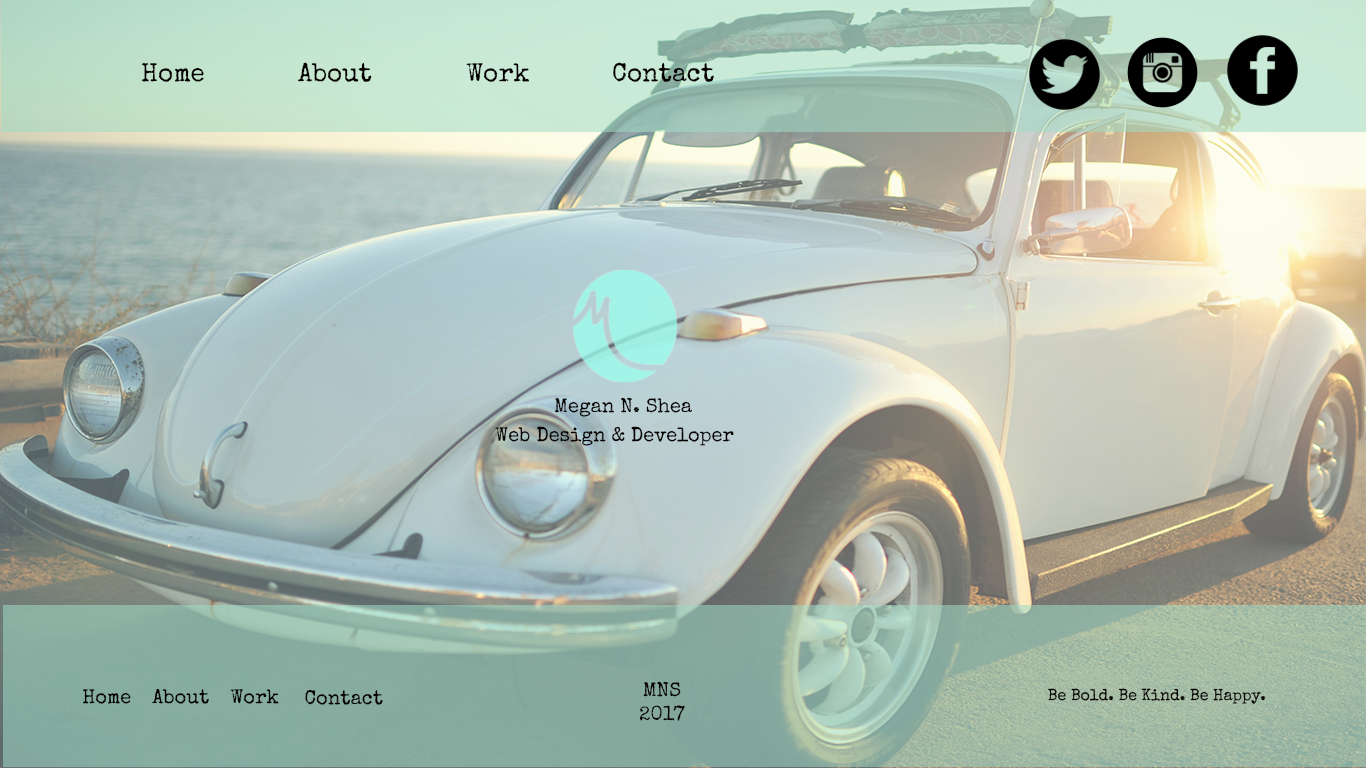 Home About Work Contact
Megan N. Shea
Web Design & Developer
Home About Work Contact
MNS
2017
Be Bold. Be Kind. Be Happy.